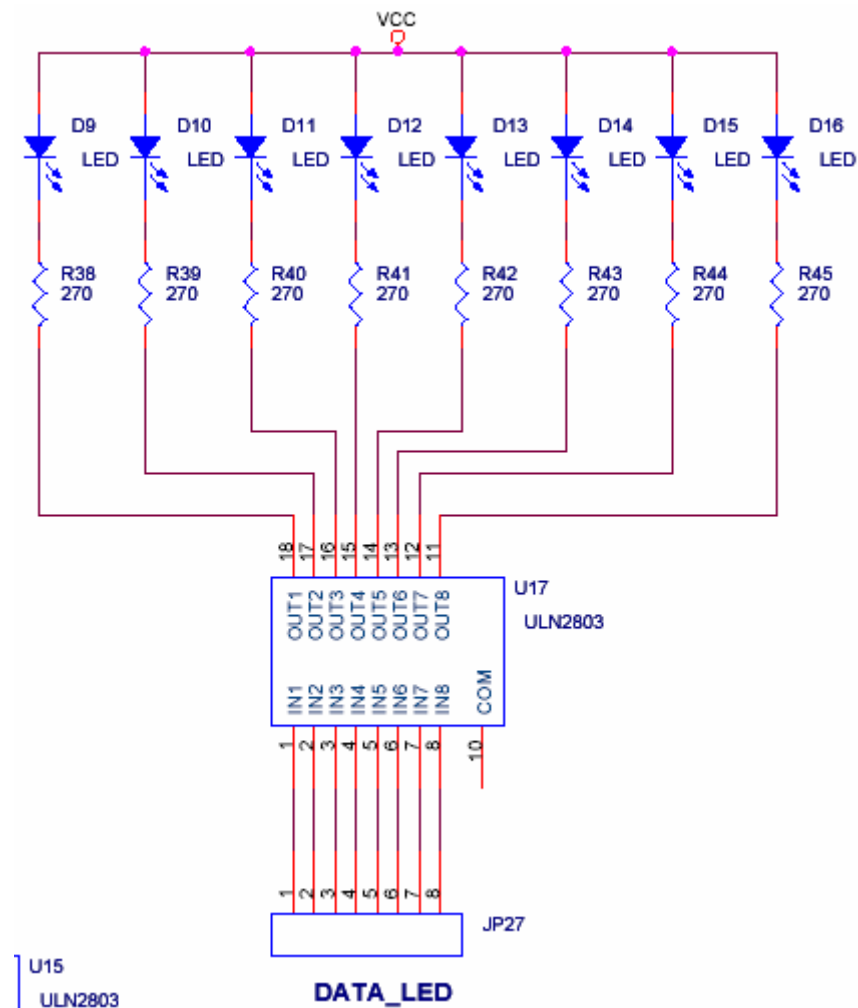 VCC
D9 D10 D11 D12 D13 D14 D15 D16
LED LED LED LED LED LED LED LED
R38 R39 R40 R41 R42 R43 R44 R45
270 270 270 270 270 270 270 270
18 17 16 15 14 13 12 11
U17
ULN2803
OUT1 OUT2 OUT3 OUT4 OUT5 OUT6 OUT7 OUT8
IN1 IN2 IN3 IN4 IN5 IN6 IN7 IN8 COM
1 2 3 4 5 6 7 8 10
1 2 3 4 5 6 7 8
JP27
U15
ULN2803
DATA_LED